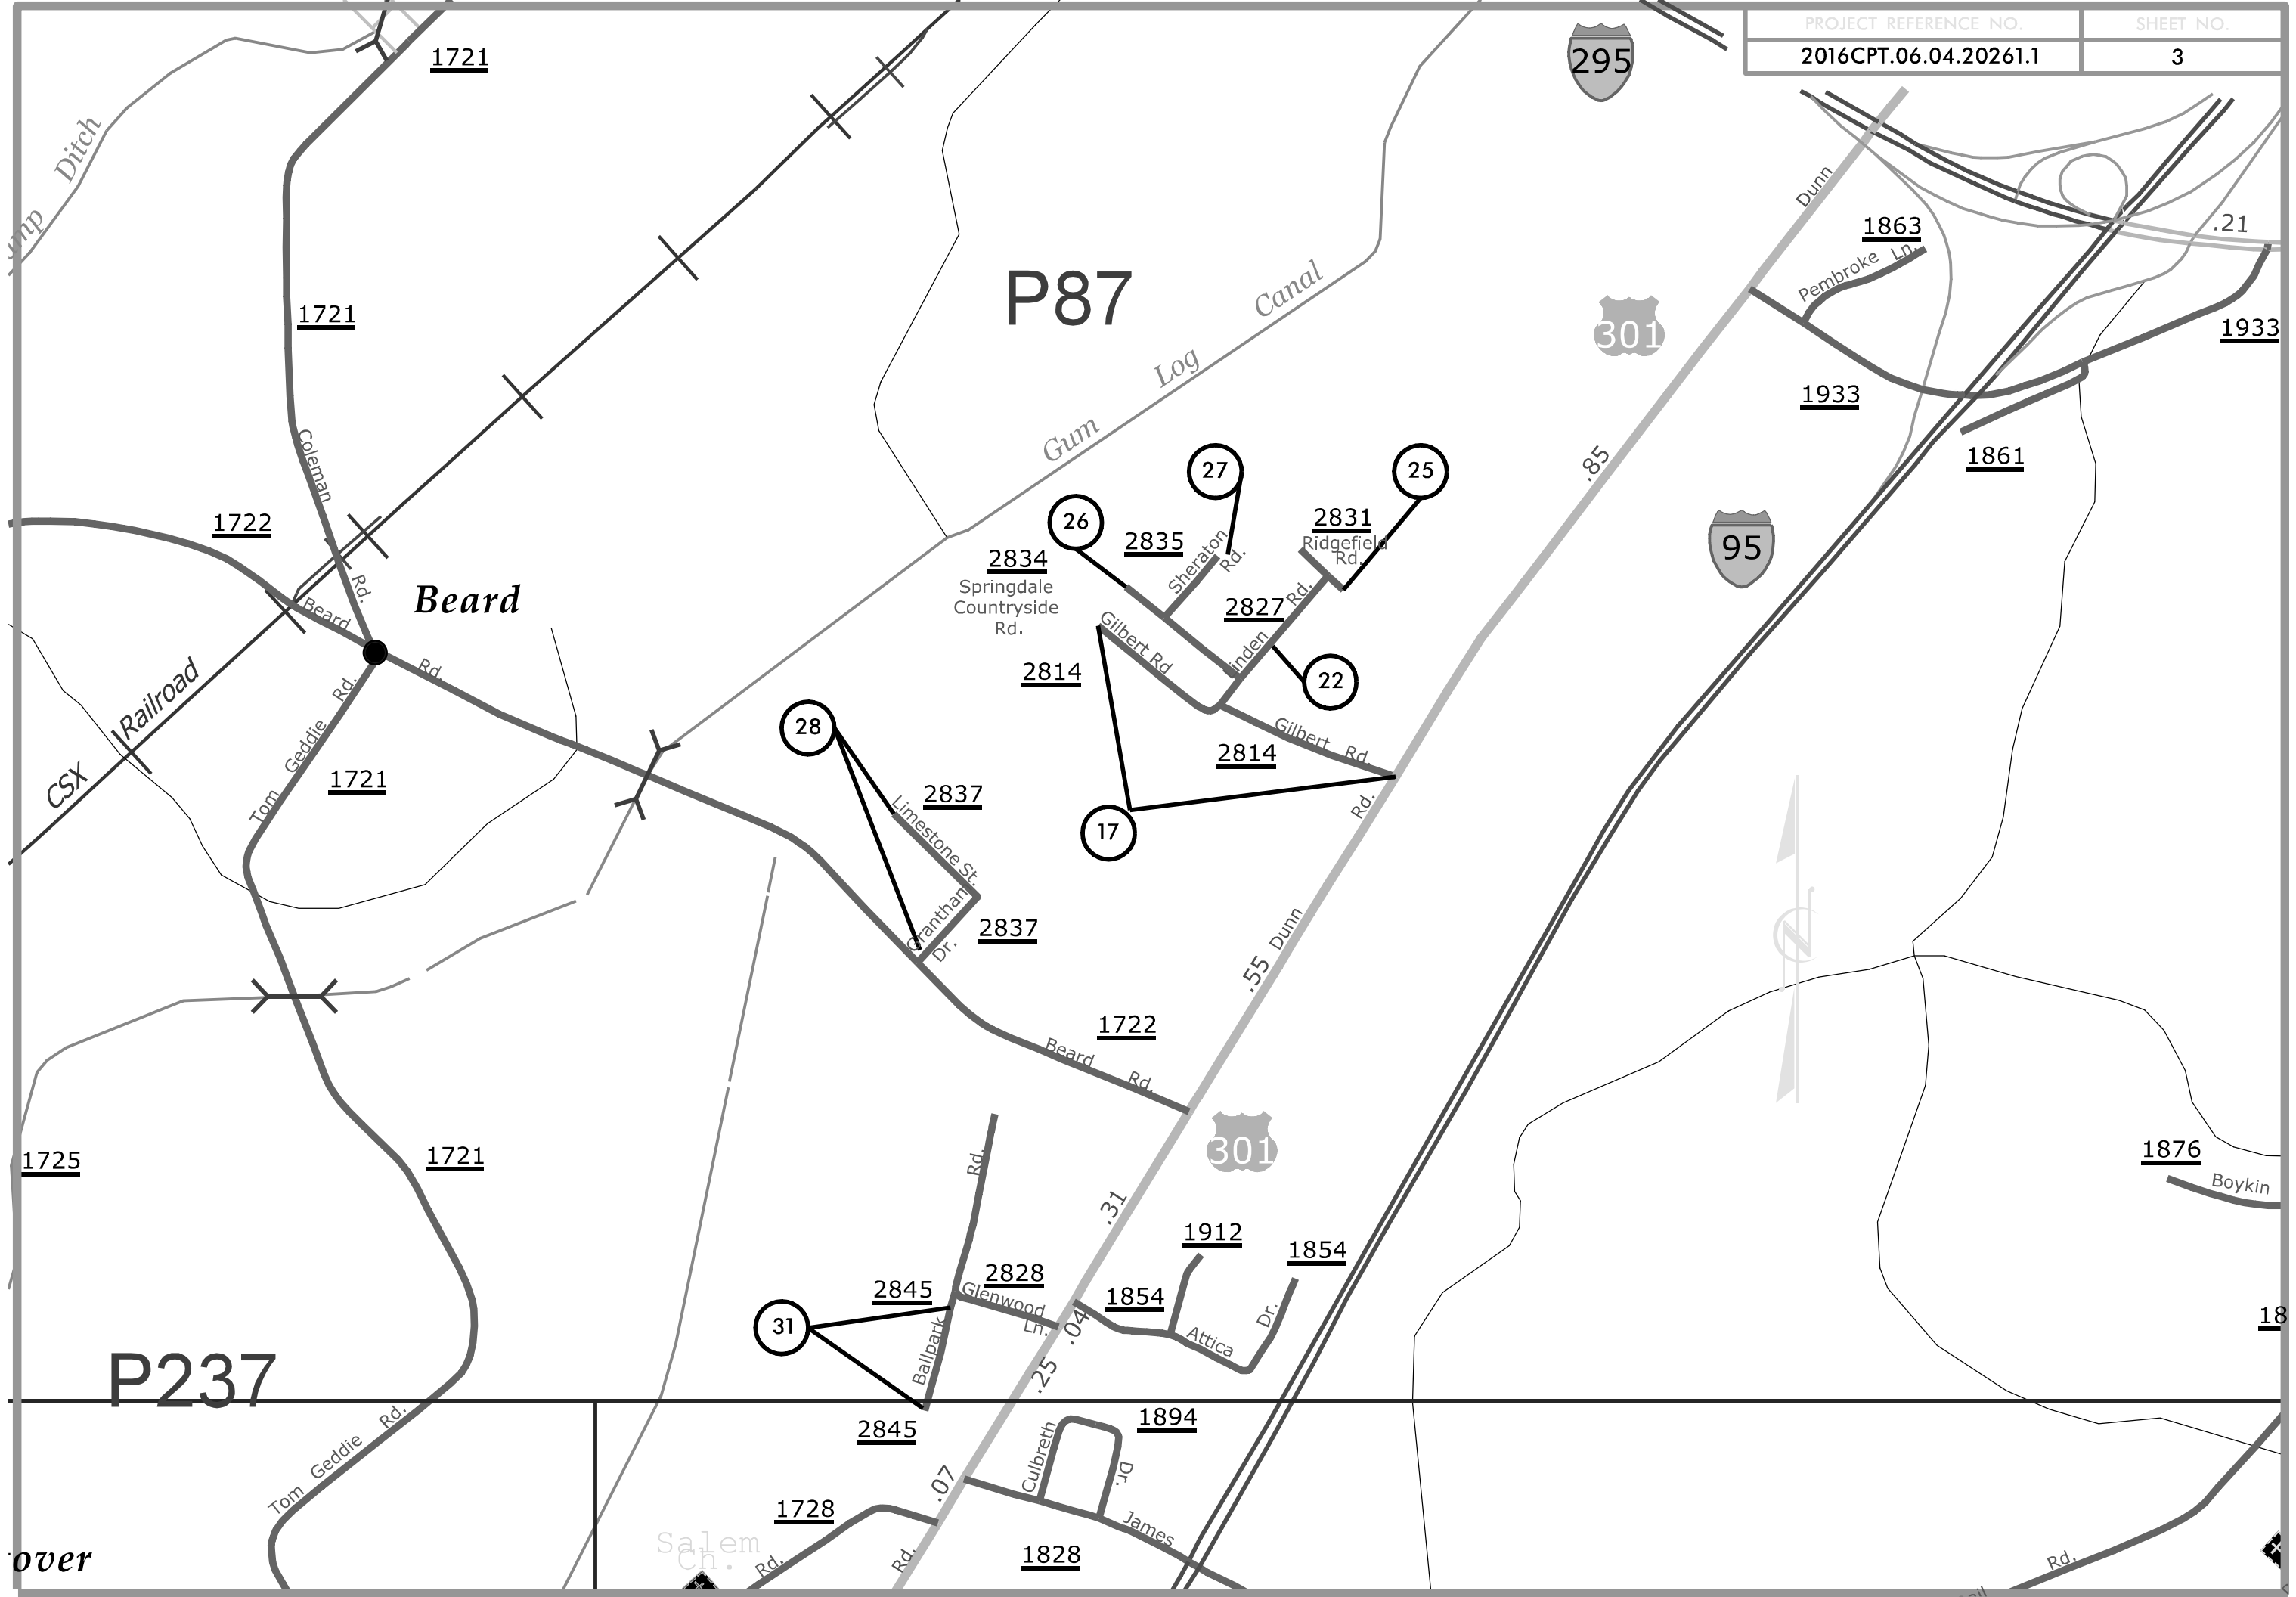 PROJECT REFERENCE NO.
SHEET NO.
2016CPT.06.04.20261.1
3
1721
295
Ditch
Dunn
1863
.21
Pembroke Ln.
P87
Canal
1721
301
1933
Log
1933
Gum
Coleman
27
25
.85
1861
1722
26
2831
2835
Ridgefield
Rd.
95
2834
Sheraton
Rd.
Springdale
Countryside
Rd.
Rd.
Beard
Beard
2827
Rd.
Gilbert Rd
2814
Rd.
Railroad
Rd.
22
28
Gilbert Rd.
2814
Geddie
1721
CSX
2837
Limestone St.
Tom
Rd.
17
Grantham
Dr.
2837
Dunn
.55
1722
Beard Rd.
301
1725
1721
Rd.
1876
Boykin
.31
1912
1854
2828
2845
Glenwood
Ln.
1854
Dr.
18
31
.04
Attica
Ballpark
.25
P237
Rd.
2845
1894
Geddie
Culbreth
Dr.
Tom
.07
1728
James
Salem
Ch.
over
Rd.
Rd.
1828
Rd.